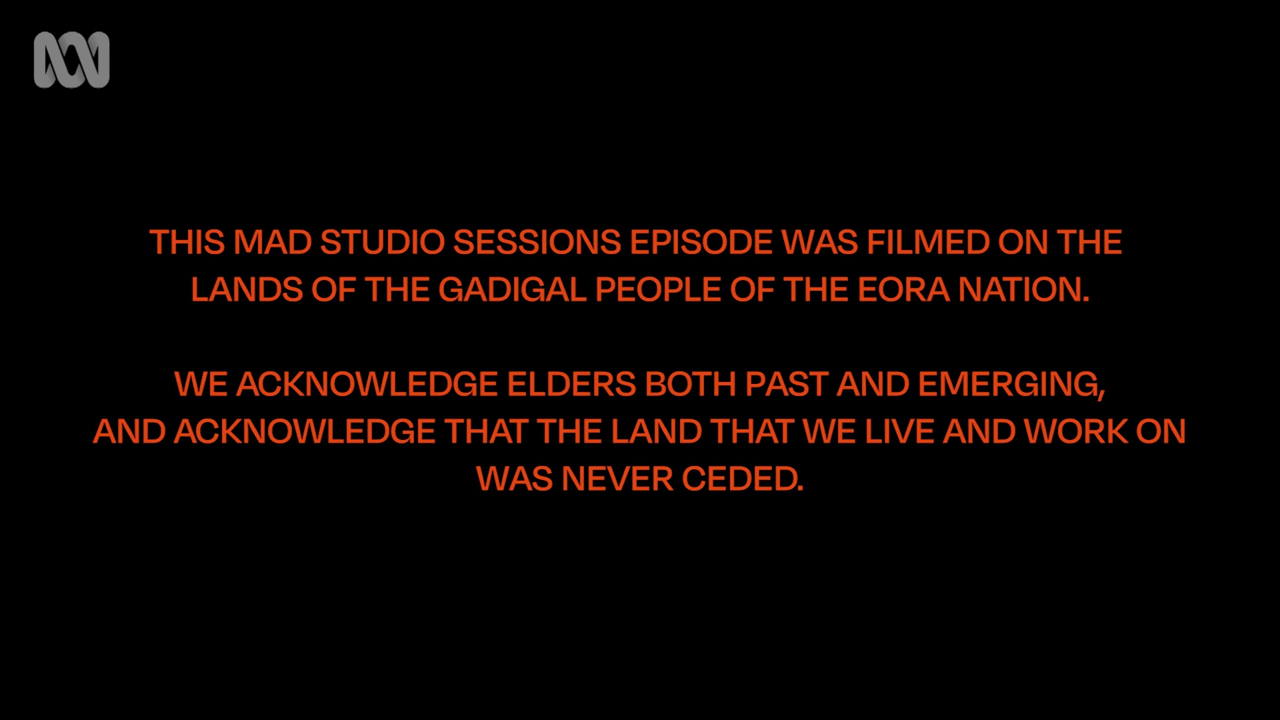 THIS MAD STUDIO SESSIONS EPISODE WAS FILMED ON THE
LANDS OF THE GADIGAL PEOPLE OF THE EORA NATION.
WE ACKNOWLEDGE ELDERS BOTH PAST AND EMERGING,
AND ACKNOWLEDGE THAT THE LAND THAT WE LIVE AND WORK ON
WAS NEVER CEDED.